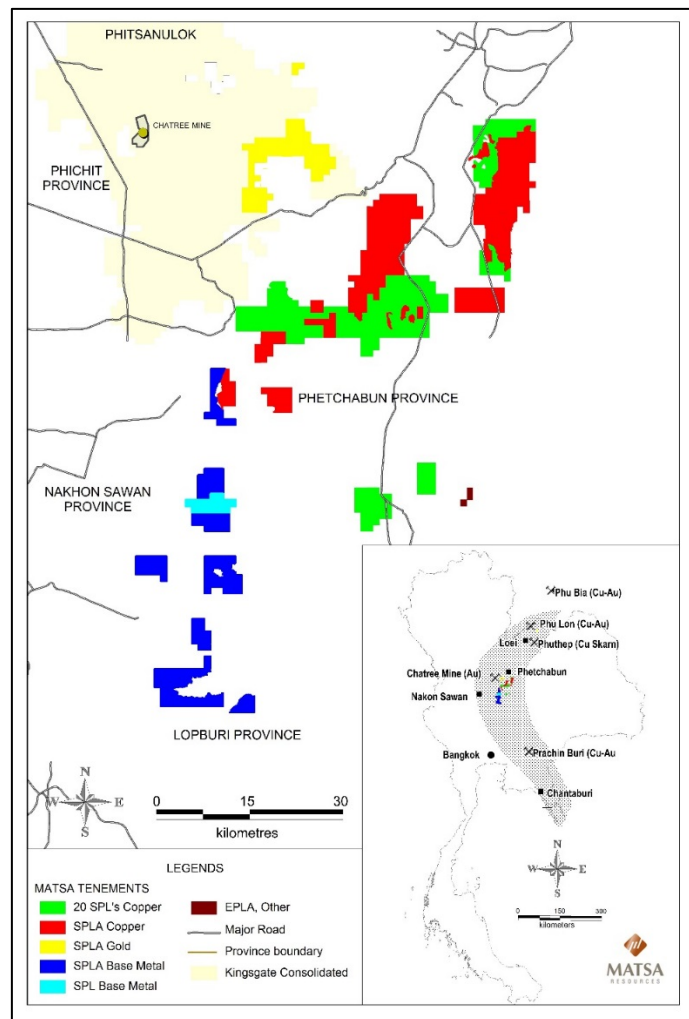 PHITSANULOK
CHATREE MINE
PHICHIT
PROVINCE
PHETCHABUN PROVINCE
NAKHON SAWAN
PROVINCE
LOPBURI PROVINCE
N
W E
S
0 15 30
kilometres
LEGENDS
MATSA TENEMENTS
20 SPL's Copper
SPLA Copper
SPLA Gold
SPLA Base Metal
SPL Base Metal
EPLA, Other
Major Road
Province boundary
Kingsgate Consolidated
Phu Bia (Cu-Au)
Phu Lon (Cu-Au)
Loei
Phuthep (Cu Skarn)
Chatree Mine (Au)
Phetchabun
Nakon Sawan
Prachin Buri (Cu-Au
Bangkok
Chantaburi
N
W E
S
0 150 300
kilometers
MATSA
RESOURCES